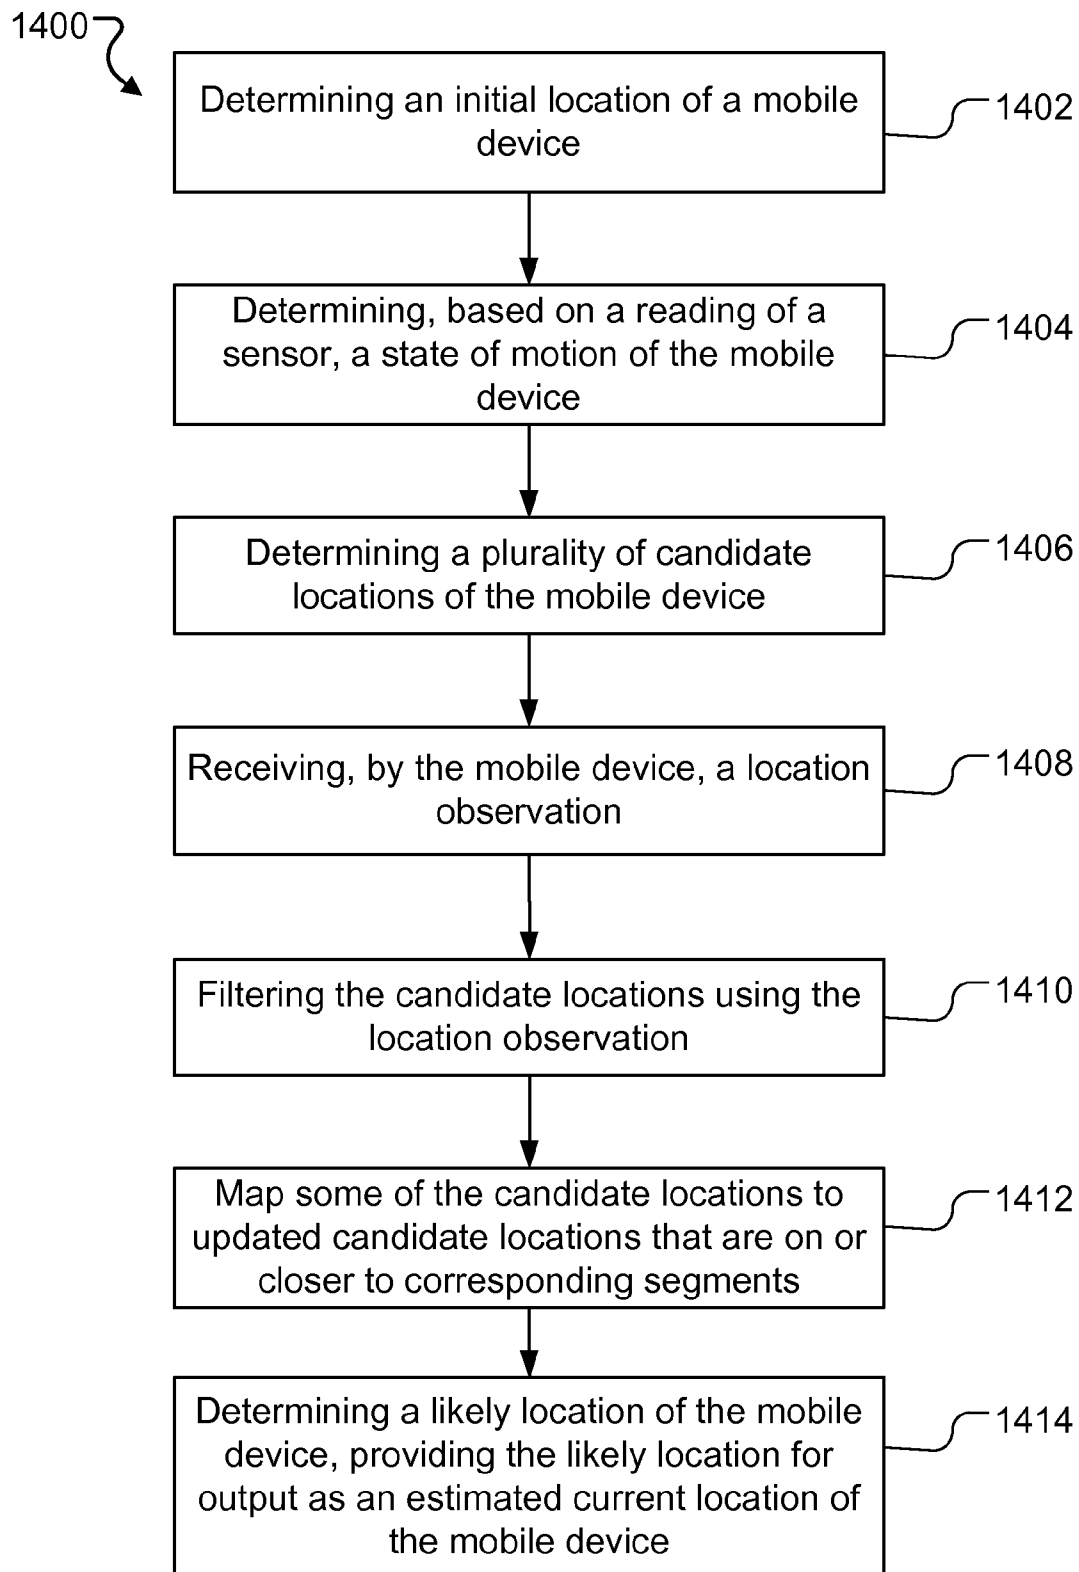 1400
Determining an initial location of a mobile
device
1402
Determining, based on a reading of a
sensor, a state of motion of the mobile
device
1404
Determining a plurality of candidate
locations of the mobile device
1406
Receiving, by the mobile device, a location
observation
1408
Filtering the candidate locations using the
location observation
1410
Map some of the candidate locations to
updated candidate locations that are on or
closer to corresponding segments
1412
Determining a likely location of the mobile
device, providing the likely location for
output as an estimated current location of
the mobile device
1414